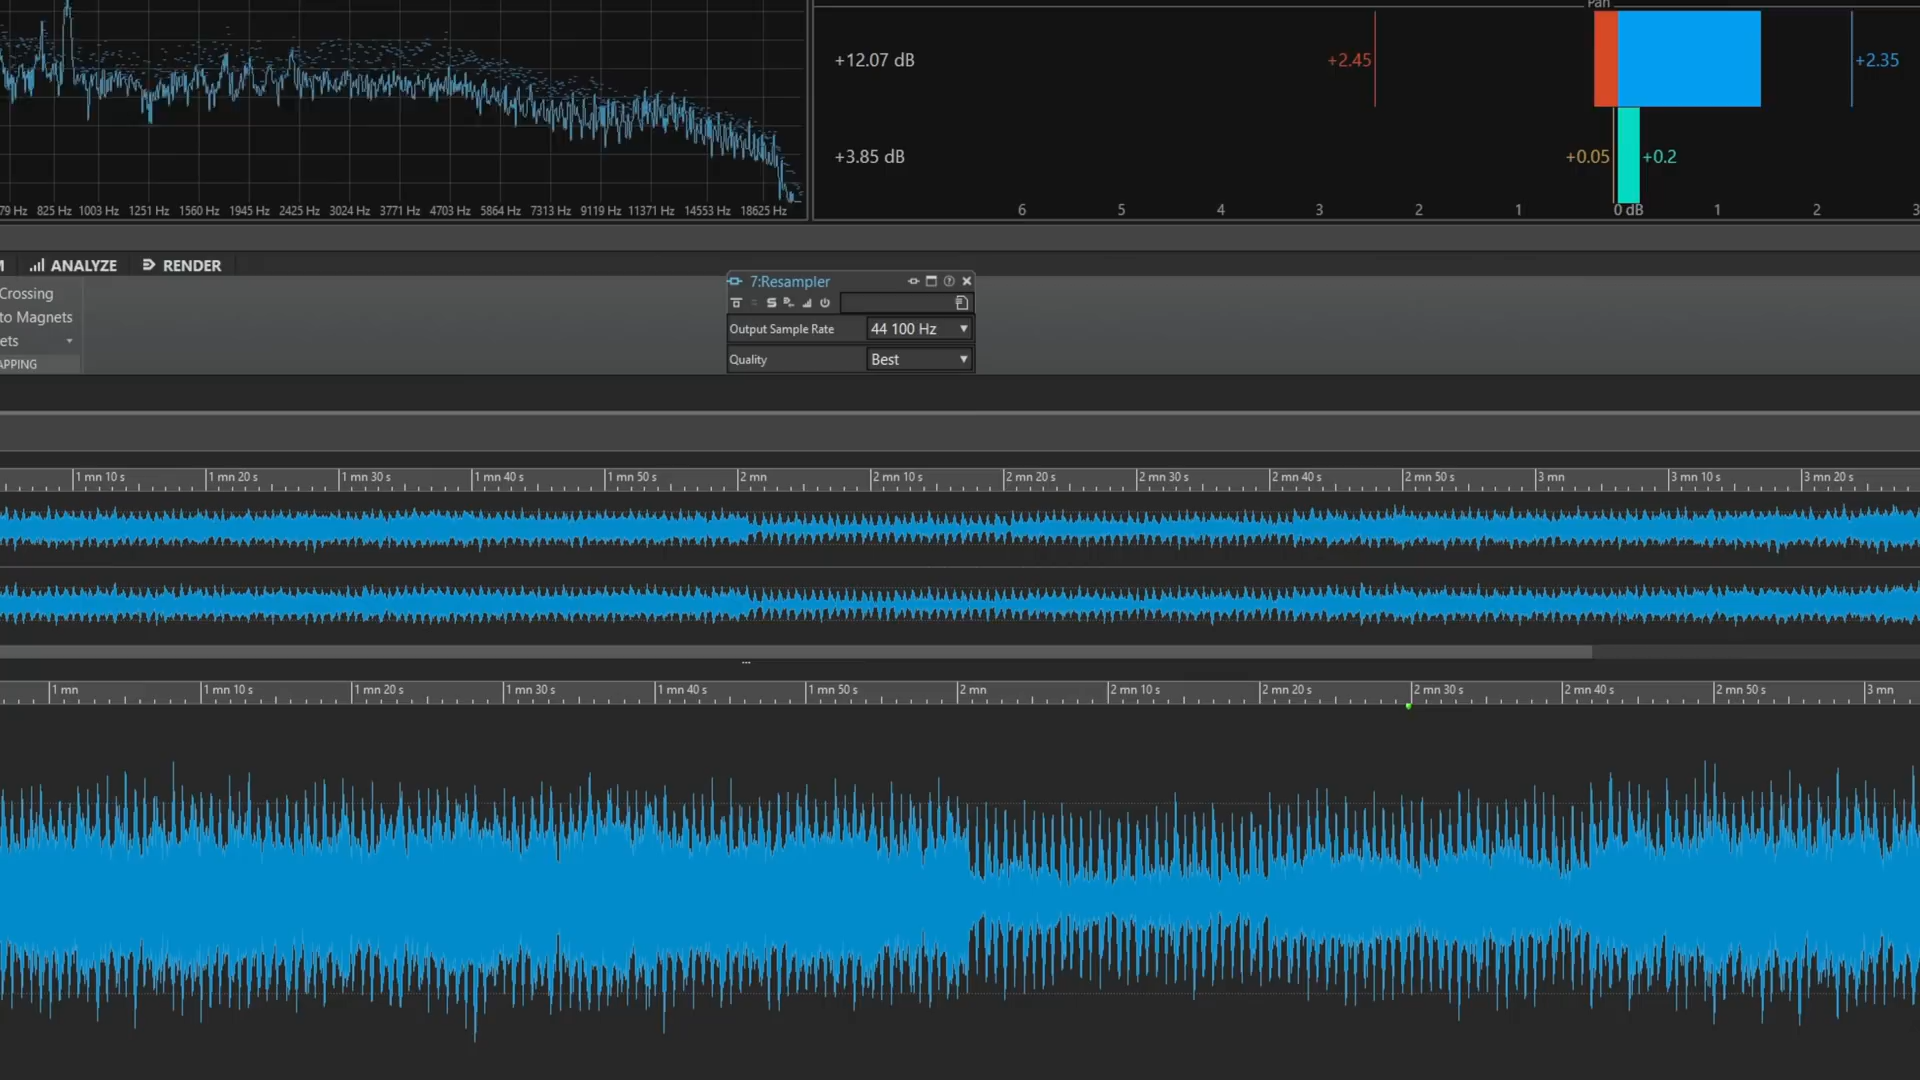 Pan
+12.07 dB
+2.45
+2.35
+3.85 dB
+0.05
+0.2
79 Hz 825 Hz 1003 Hz 1251 Hz 1560 Hz 1945 Hz 2425 Hz 3024 Hz 3771 Hz 4703 Hz 5864 Hz 7313 Hz 9119 Hz 11371 Hz 14553 Hz 18625 Hz
6 5 4 3 2 1 0 dB 1 2 3
M ANALYZE RENDER
Crossing
to Magnets
ets
APPING
7:Resampler
Output Sample Rate 44 100 Hz
Quality Best
1 mn 10 s 1 mn 20 s 1 mn 30 s 1 mn 40 s 1 mn 50 s 2 mn 2 mn 10 s 2 mn 20 s 2 mn 30 s 2 mn 40 s 2 mn 50 s 3 mn 3 mn 10 s 3 mn 20 s
1 mn 1 mn 10 s 1 mn 20 s 1 mn 30 s 1 mn 40 s 1 mn 50 s 2 mn 2 mn 10 s 2 mn 20 s 2 mn 30 s 2 mn 40 s 2 mn 50 s 3 mn